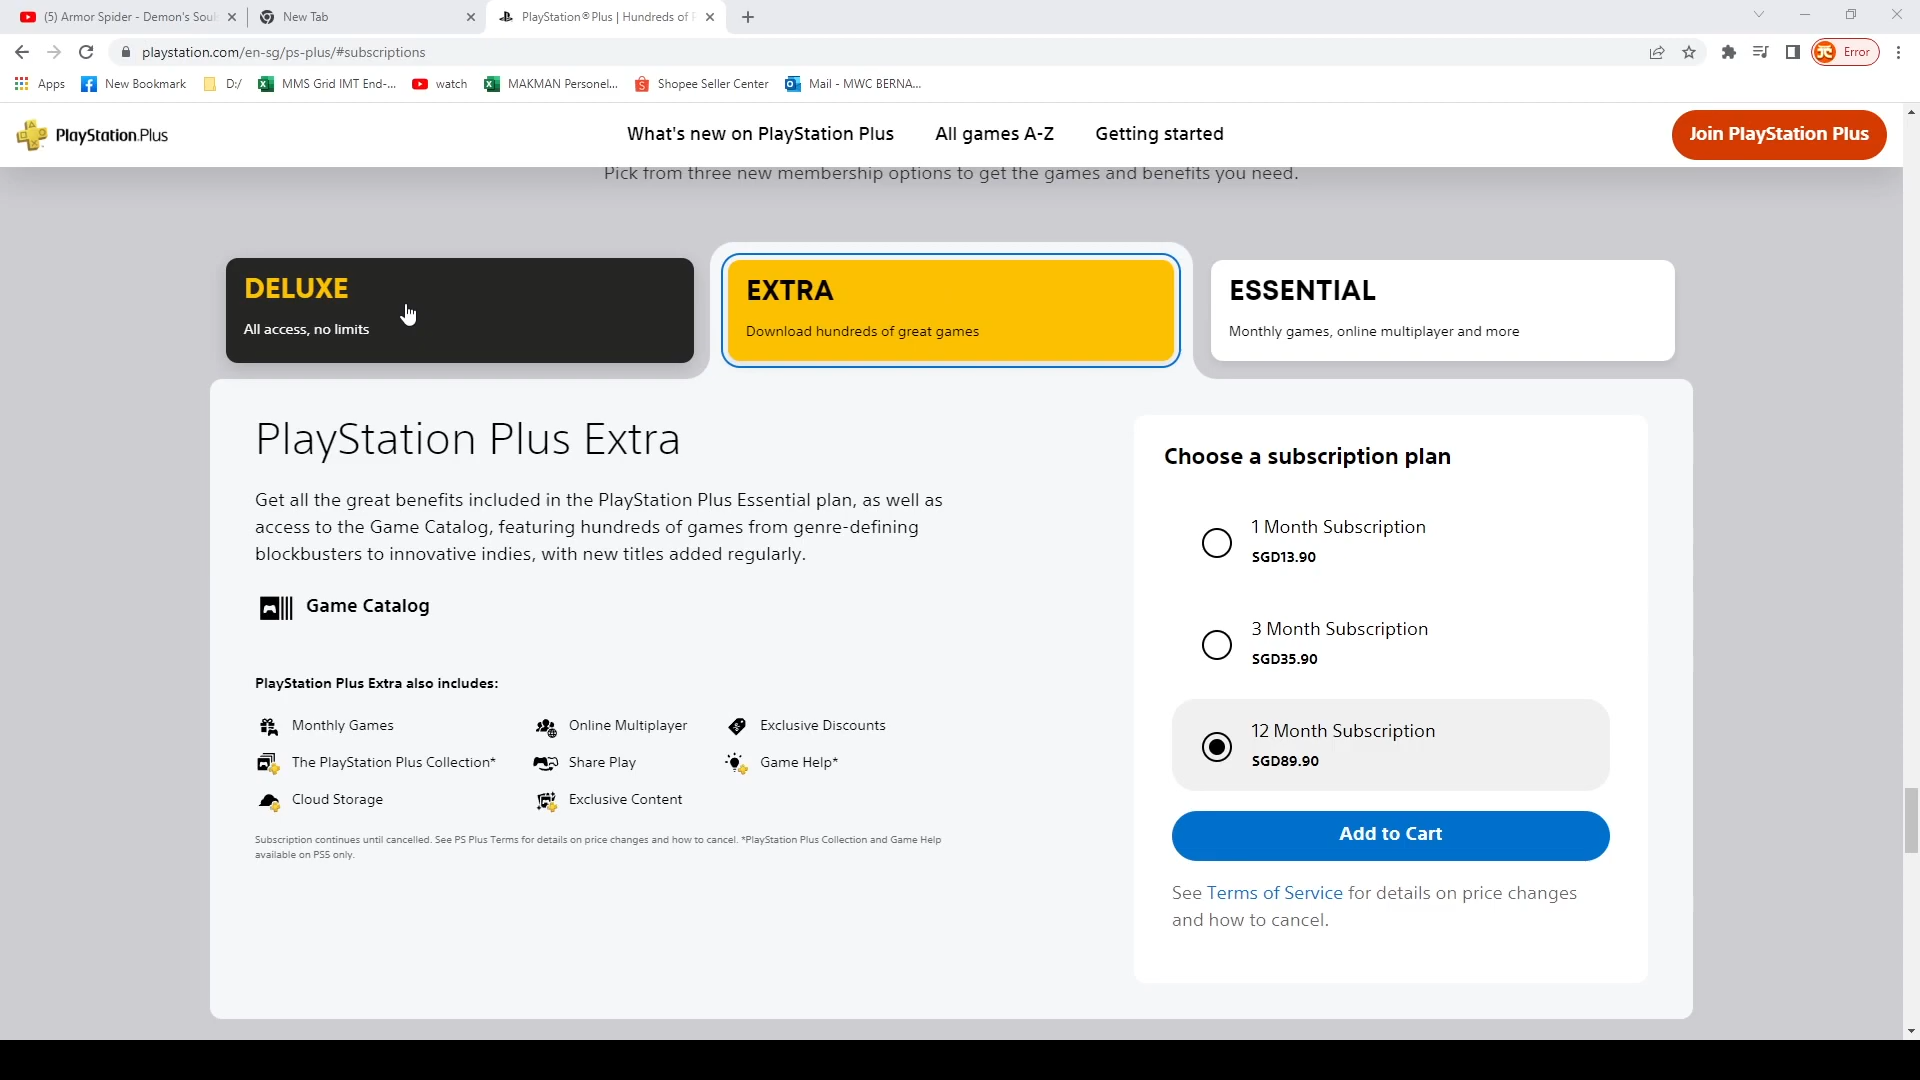 (5) Armor Spider - Demon's Soul
New Tab
PlayStation®Plus | Hundreds of P
playstation.com/en-sg/ps-plus/#subscriptions
Error
Apps
New Bookmark
D:/
MMS Grid IMT End-...
watch
MAKMAN Personel...
Shopee Seller Center
Mail - MWC BERNA...
PlayStation.Plus
What's new on PlayStation Plus
All games A-Z
Getting started
Join PlayStation Plus
Pick from three new membership options to get the games and benefits you need.
DELUXE
All access, no limits
EXTRA
Download hundreds of great games
ESSENTIAL
Monthly games, online multiplayer and more
PlayStation Plus Extra
Get all the great benefits included in the PlayStation Plus Essential plan, as well as
access to the Game Catalog, featuring hundreds of games from genre-defining
blockbusters to innovative indies, with new titles added regularly.
Game Catalog
PlayStation Plus Extra also includes:
Monthly Games
Online Multiplayer
Exclusive Discounts
The PlayStation Plus Collection*
Share Play
Game Help*
Cloud Storage
Exclusive Content
Subscription continues until cancelled. See PS Plus Terms for details on price changes and how to cancel. *PlayStation Plus Collection and Game Help
available on PS5 only.
Choose a subscription plan
1 Month Subscription
SGD13.90
3 Month Subscription
SGD35.90
12 Month Subscription
SGD89.90
Add to Cart
See Terms of Service for details on price changes
and how to cancel.